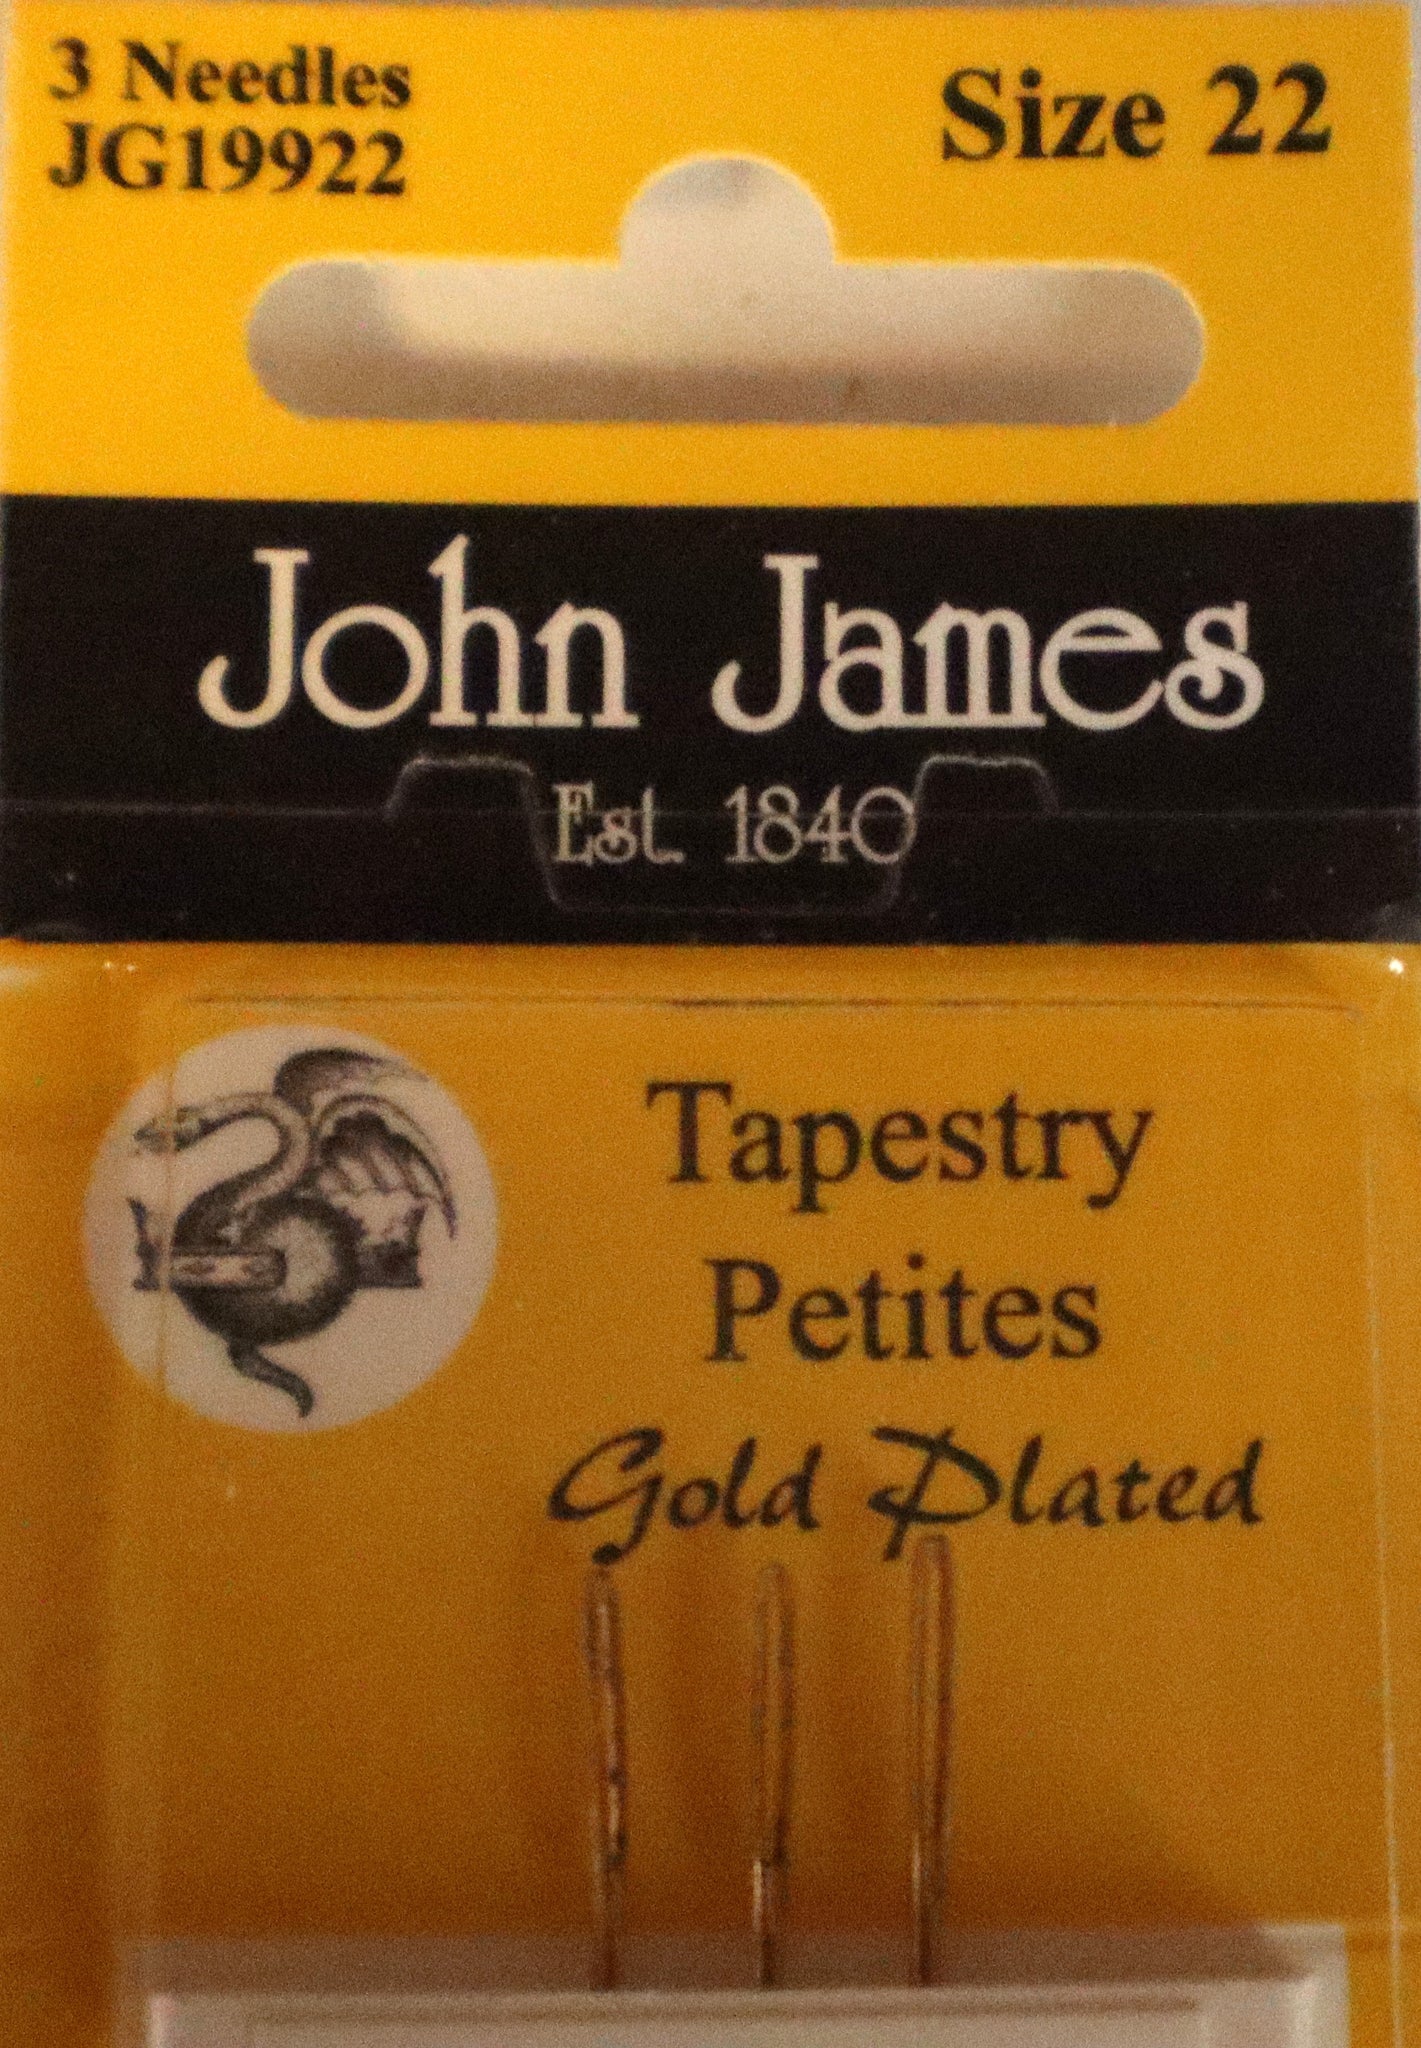 3 Needles
JG19922
Size 22
John James
Est. 1840
Tapestry
Petites
Gold Plated